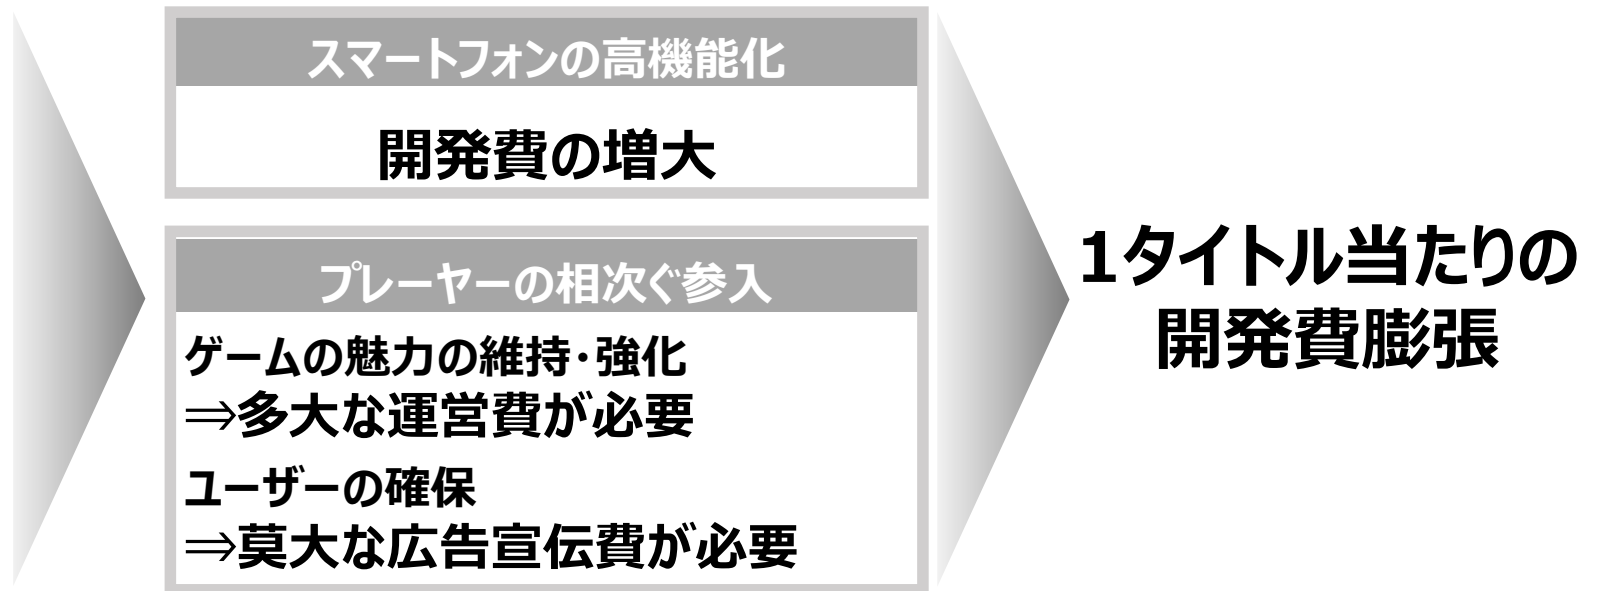 スマートフォンの高機能化
開発費の増大
プレーヤーの相次ぐ参入
ゲームの魅力の維持･強化
⇒多大な運営費が必要
ユーザーの確保
⇒莫大な広告宣伝費が必要
1タイトル当たりの
開発費膨張